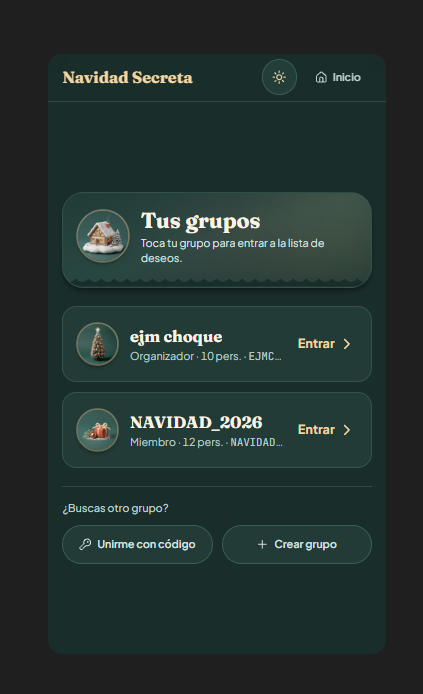 Navidad Secreta
Inicio
Tus grupos
Toca tu grupo para entrar a la lista de
deseos.
ejm choque
Organizador · 10 pers. · EJMC…
Entrar
NAVIDAD_2026
Miembro · 12 pers. · NAVIDAD…
Entrar
¿Buscas otro grupo?
Unirme con código
Crear grupo